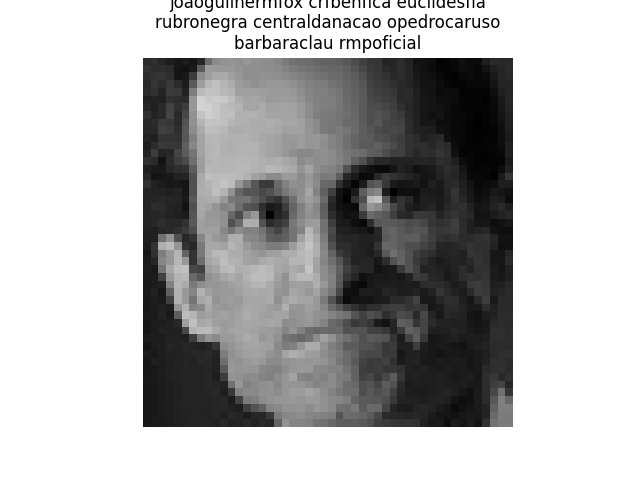 joaoguilhermfox crfbenfica euclidesfla
rubronegra centraldanacao opedrocaruso
barbaraclau rmpoficial